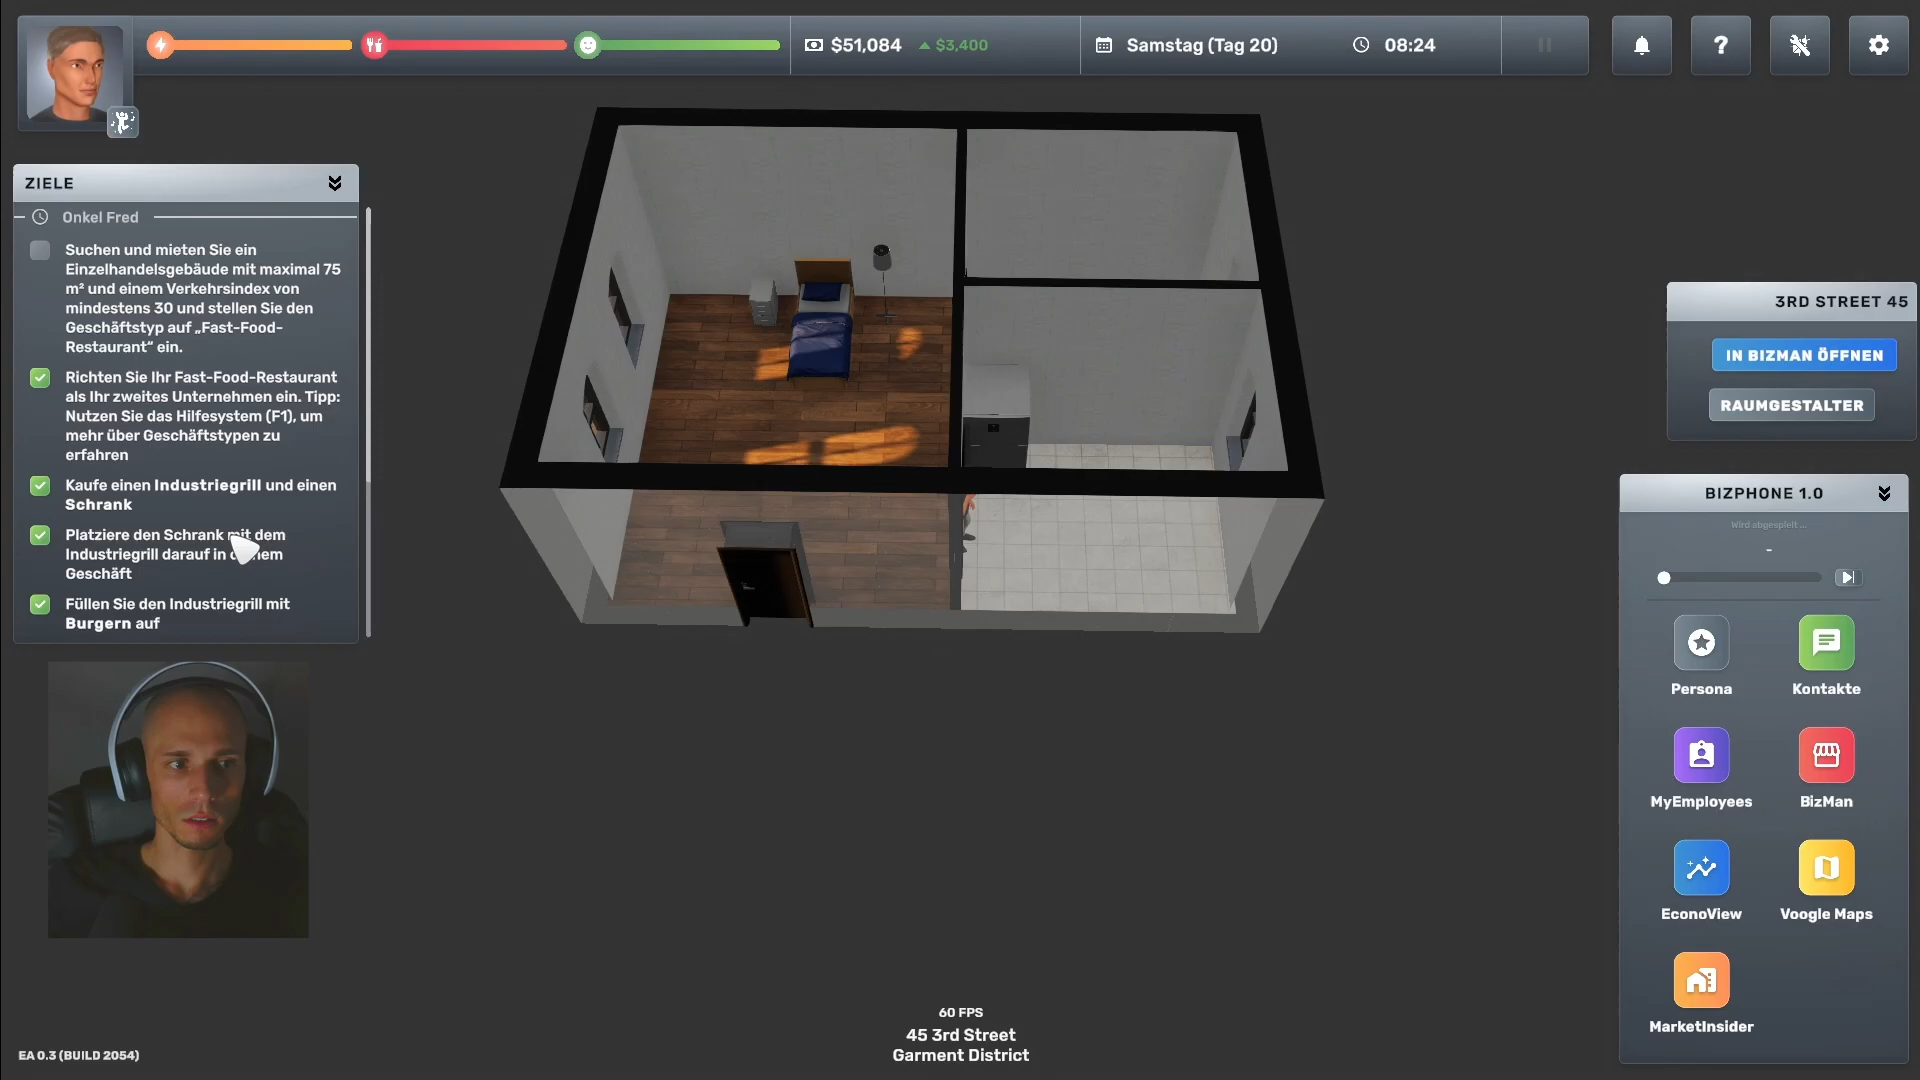 $51,084
$3,400
Samstag (Tag 20)
08:24
?
ZIELE
Onkel Fred
Suchen und mieten Sie ein
Einzelhandelsgebäude mit maximal 75
m² und einem Verkehrsindex von
mindestens 30 und stellen Sie den
Geschäftstyp auf „Fast-Food-
Restaurant“ ein.
Richten Sie Ihr Fast-Food-Restaurant
als Ihr zweites Unternehmen ein. Tipp:
Nutzen Sie das Hilfesystem (F1), um
mehr über Geschäftstypen zu
erfahren
Kaufe einen Industriegrill und einen
Schrank
Platziere den Schrank mit dem
Industriegrill darauf in deinem
Geschäft
Füllen Sie den Industriegrill mit
Burgern auf
3RD STREET 45
IN BIZMAN ÖFFNEN
RAUMGESTALTER
BIZPHONE 1.0
Wird abgespielt ...
-
Persona
Kontakte
MyEmployees
BizMan
EconoView
Voogle Maps
MarketInsider
60 FPS
45 3rd Street
Garment District
EA 0.3 (BUILD 2054)